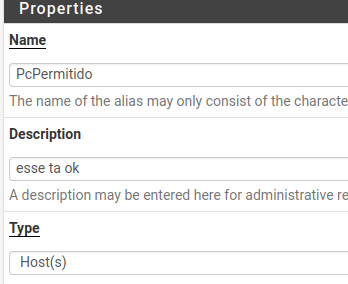 Properties
Name
PcPermitido
The name of the alias may only consist of the characte
Description
esse ta ok
A description may be entered here for administrative re
Type
Host(s)